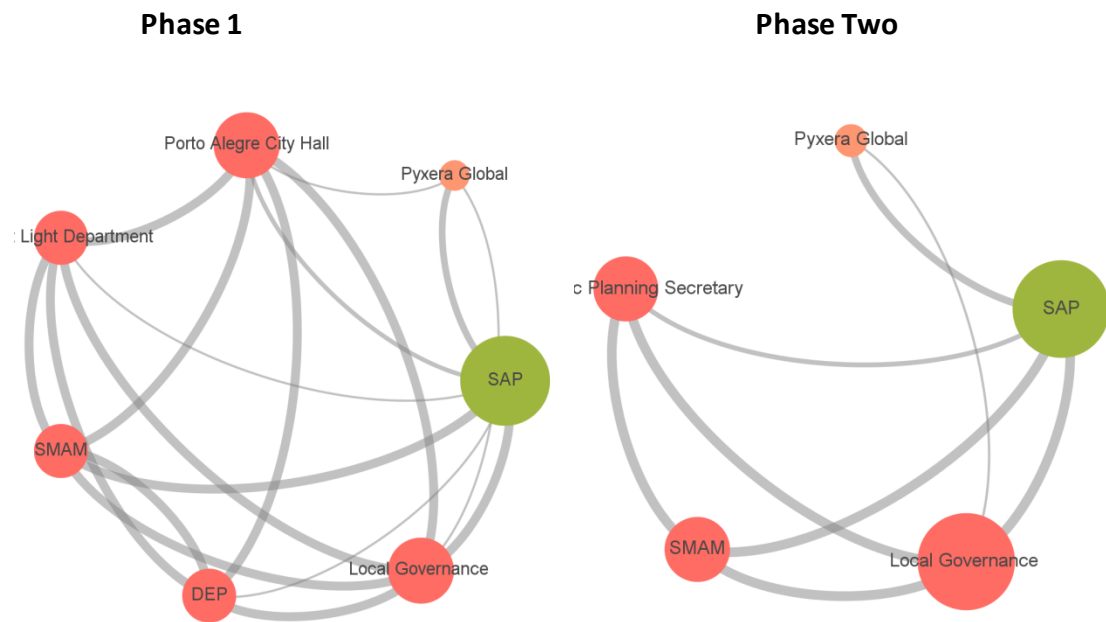 Phase 1
Phase Two
Porto Alegre City Hall
Pyxera Global
Light Department
SAP
SMAM
Local Governance
DEP
Pyxera Global
c Planning Secretary
SAP
SMAM
Local Governance